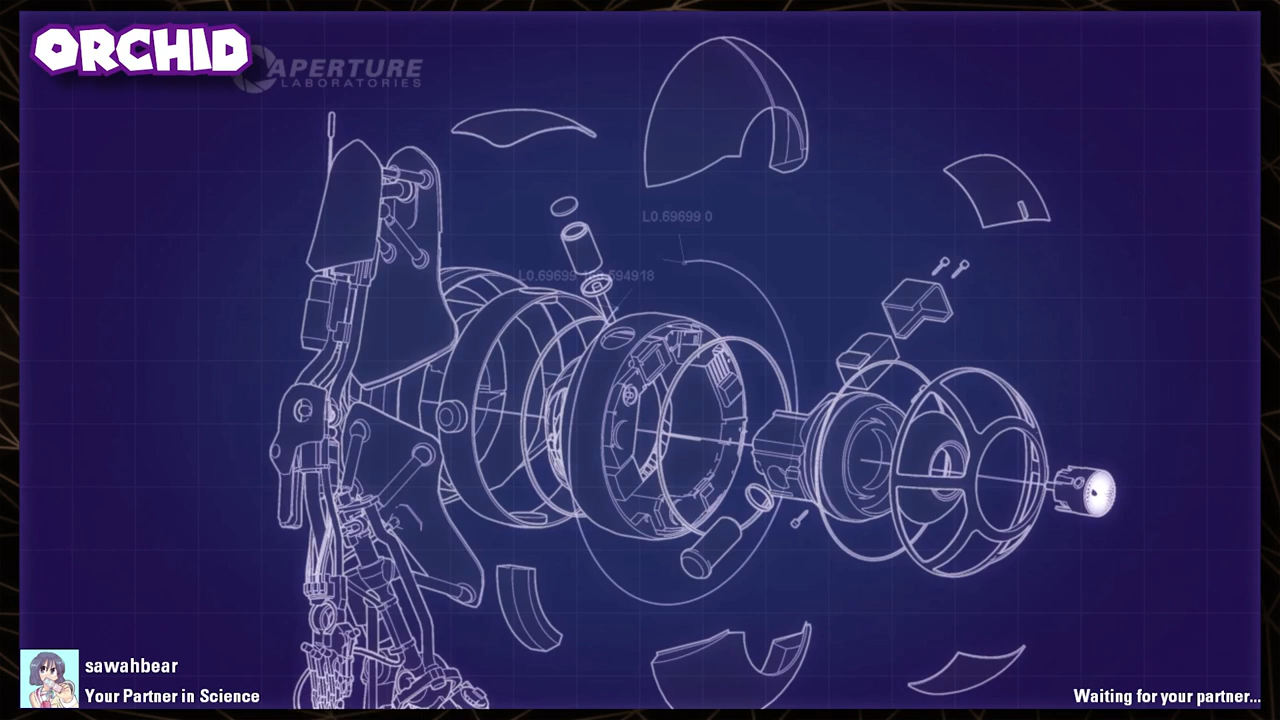 ORCHID
APERTURE
LABORATORIES
L0.69699 0
sawahbear
Your Partner in Science
Waiting for your partner...